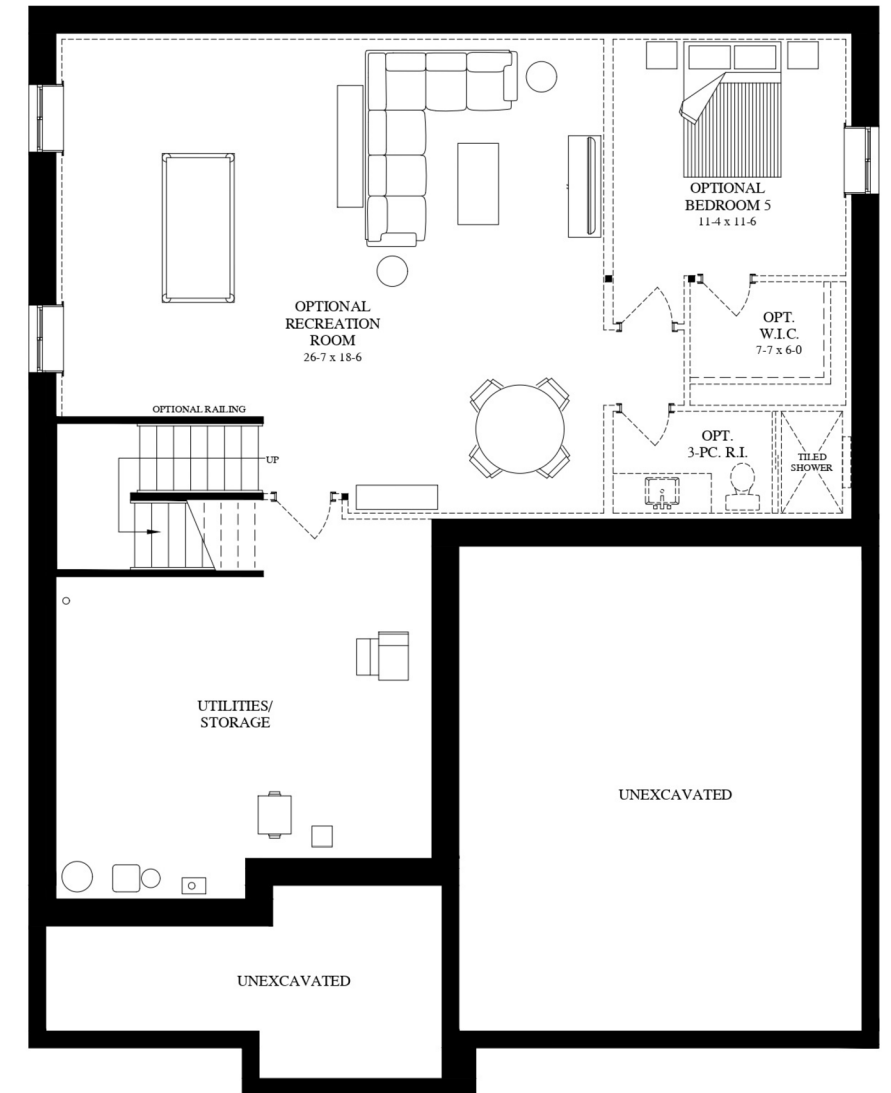 OPTIONAL
BEDROOM 5
11-4 x 11-6
OPTIONAL
RECREATION
ROOM
26-7 x 18-6
OPT.
W.I.C.
7-7 x 6-0
OPTIONAL RAILING
UP
OPT.
3-PC. R.I.
TILED
SHOWER
UTILITIES/
STORAGE
UNEXCAVATED
UNEXCAVATED